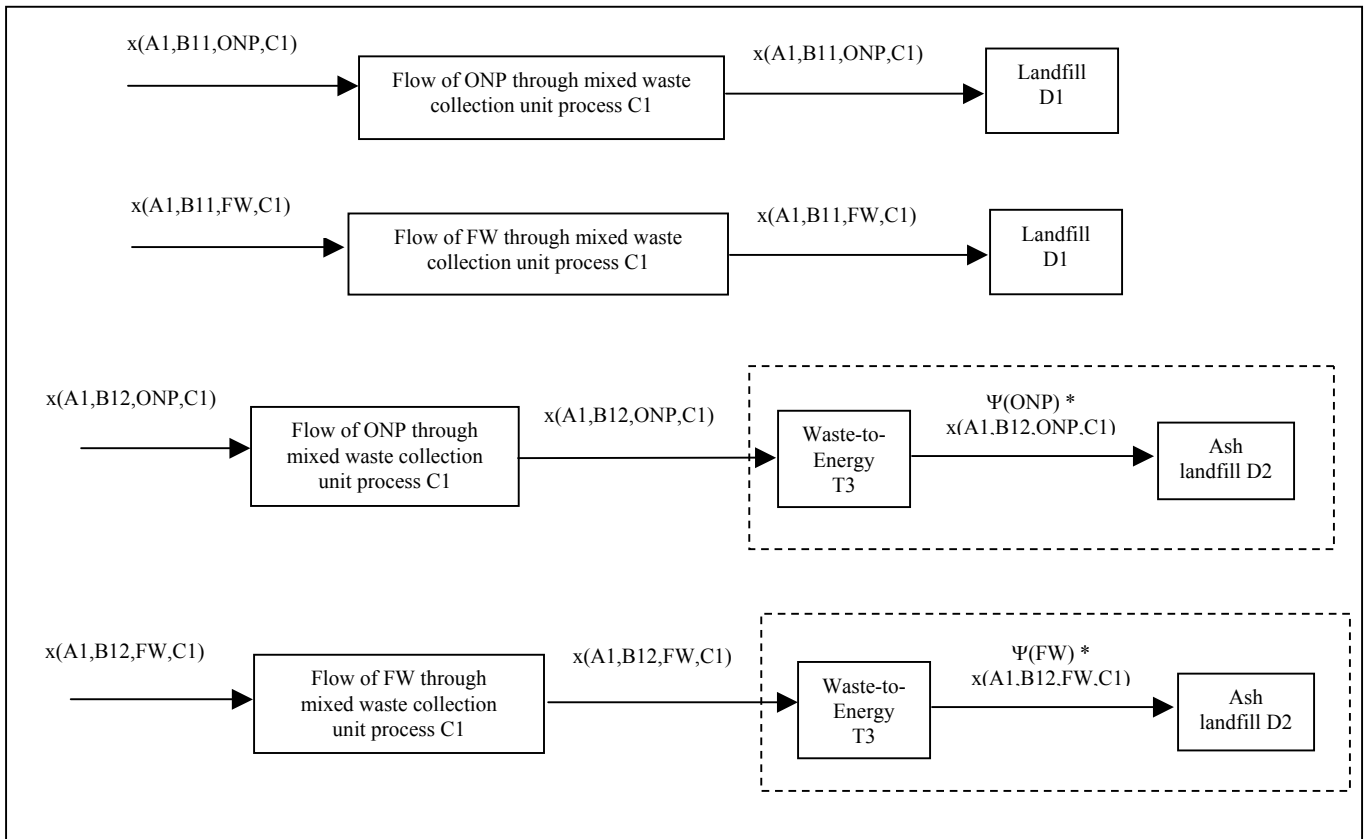 x(A1,B11,ONP,C1)
Flow of ONP through mixed waste
collection unit process C1
x(A1,B11,ONP,C1)
Landfill
D1
x(A1,B11,FW,C1)
Flow of FW through mixed waste
collection unit process C1
x(A1,B11,FW,C1)
Landfill
D1
x(A1,B12,ONP,C1)
Flow of ONP through
mixed waste collection
unit process C1
x(A1,B12,ONP,C1)
Waste-to-
Energy
T3
Ψ(ONP) *
x(A1,B12,ONP,C1)
Ash
landfill D2
x(A1,B12,FW,C1)
Flow of FW through
mixed waste collection
unit process C1
x(A1,B12,FW,C1)
Waste-to-
Energy
T3
Ψ(FW) *
x(A1,B12,FW,C1)
Ash
landfill D2